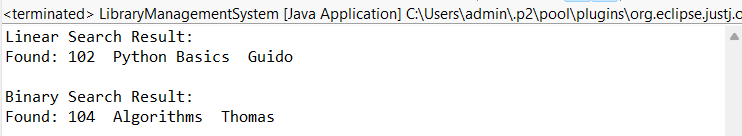 <terminated> LibraryManagementSystem [Java Application] C:\Users\admin\.p2\pool\plugins\org.eclipse.justj.o
Linear Search Result:
Found: 102  Python Basics  Guido

Binary Search Result:
Found: 104  Algorithms  Thomas